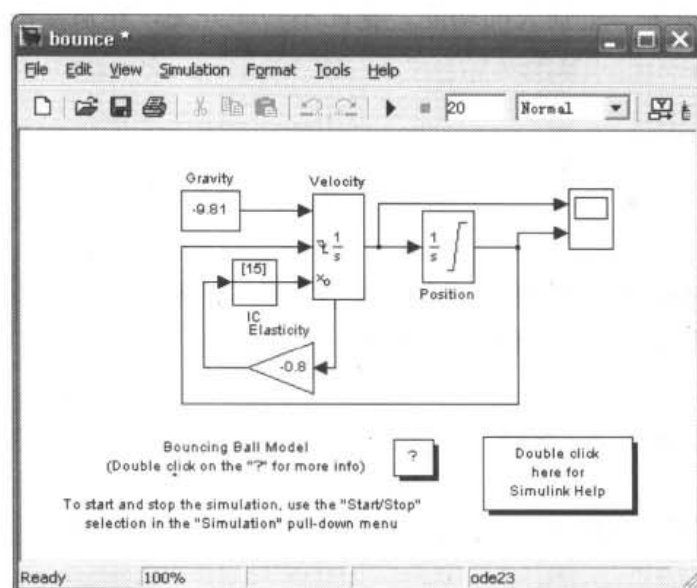 bounce *
File Edit View Simulation Format Tools Help
20 Normal
Gravity Velocity
-9.81
1
s
1
s
[15]
x₀
IC
Position
Elasticity
-0.8
Bouncing Ball Model
(Double click on the "?" for more info)
?
Double click
here for
Simulink Help
To start and stop the simulation, use the "Start/Stop"
selection in the "Simulation" pull-down menu
Ready 100% ode23